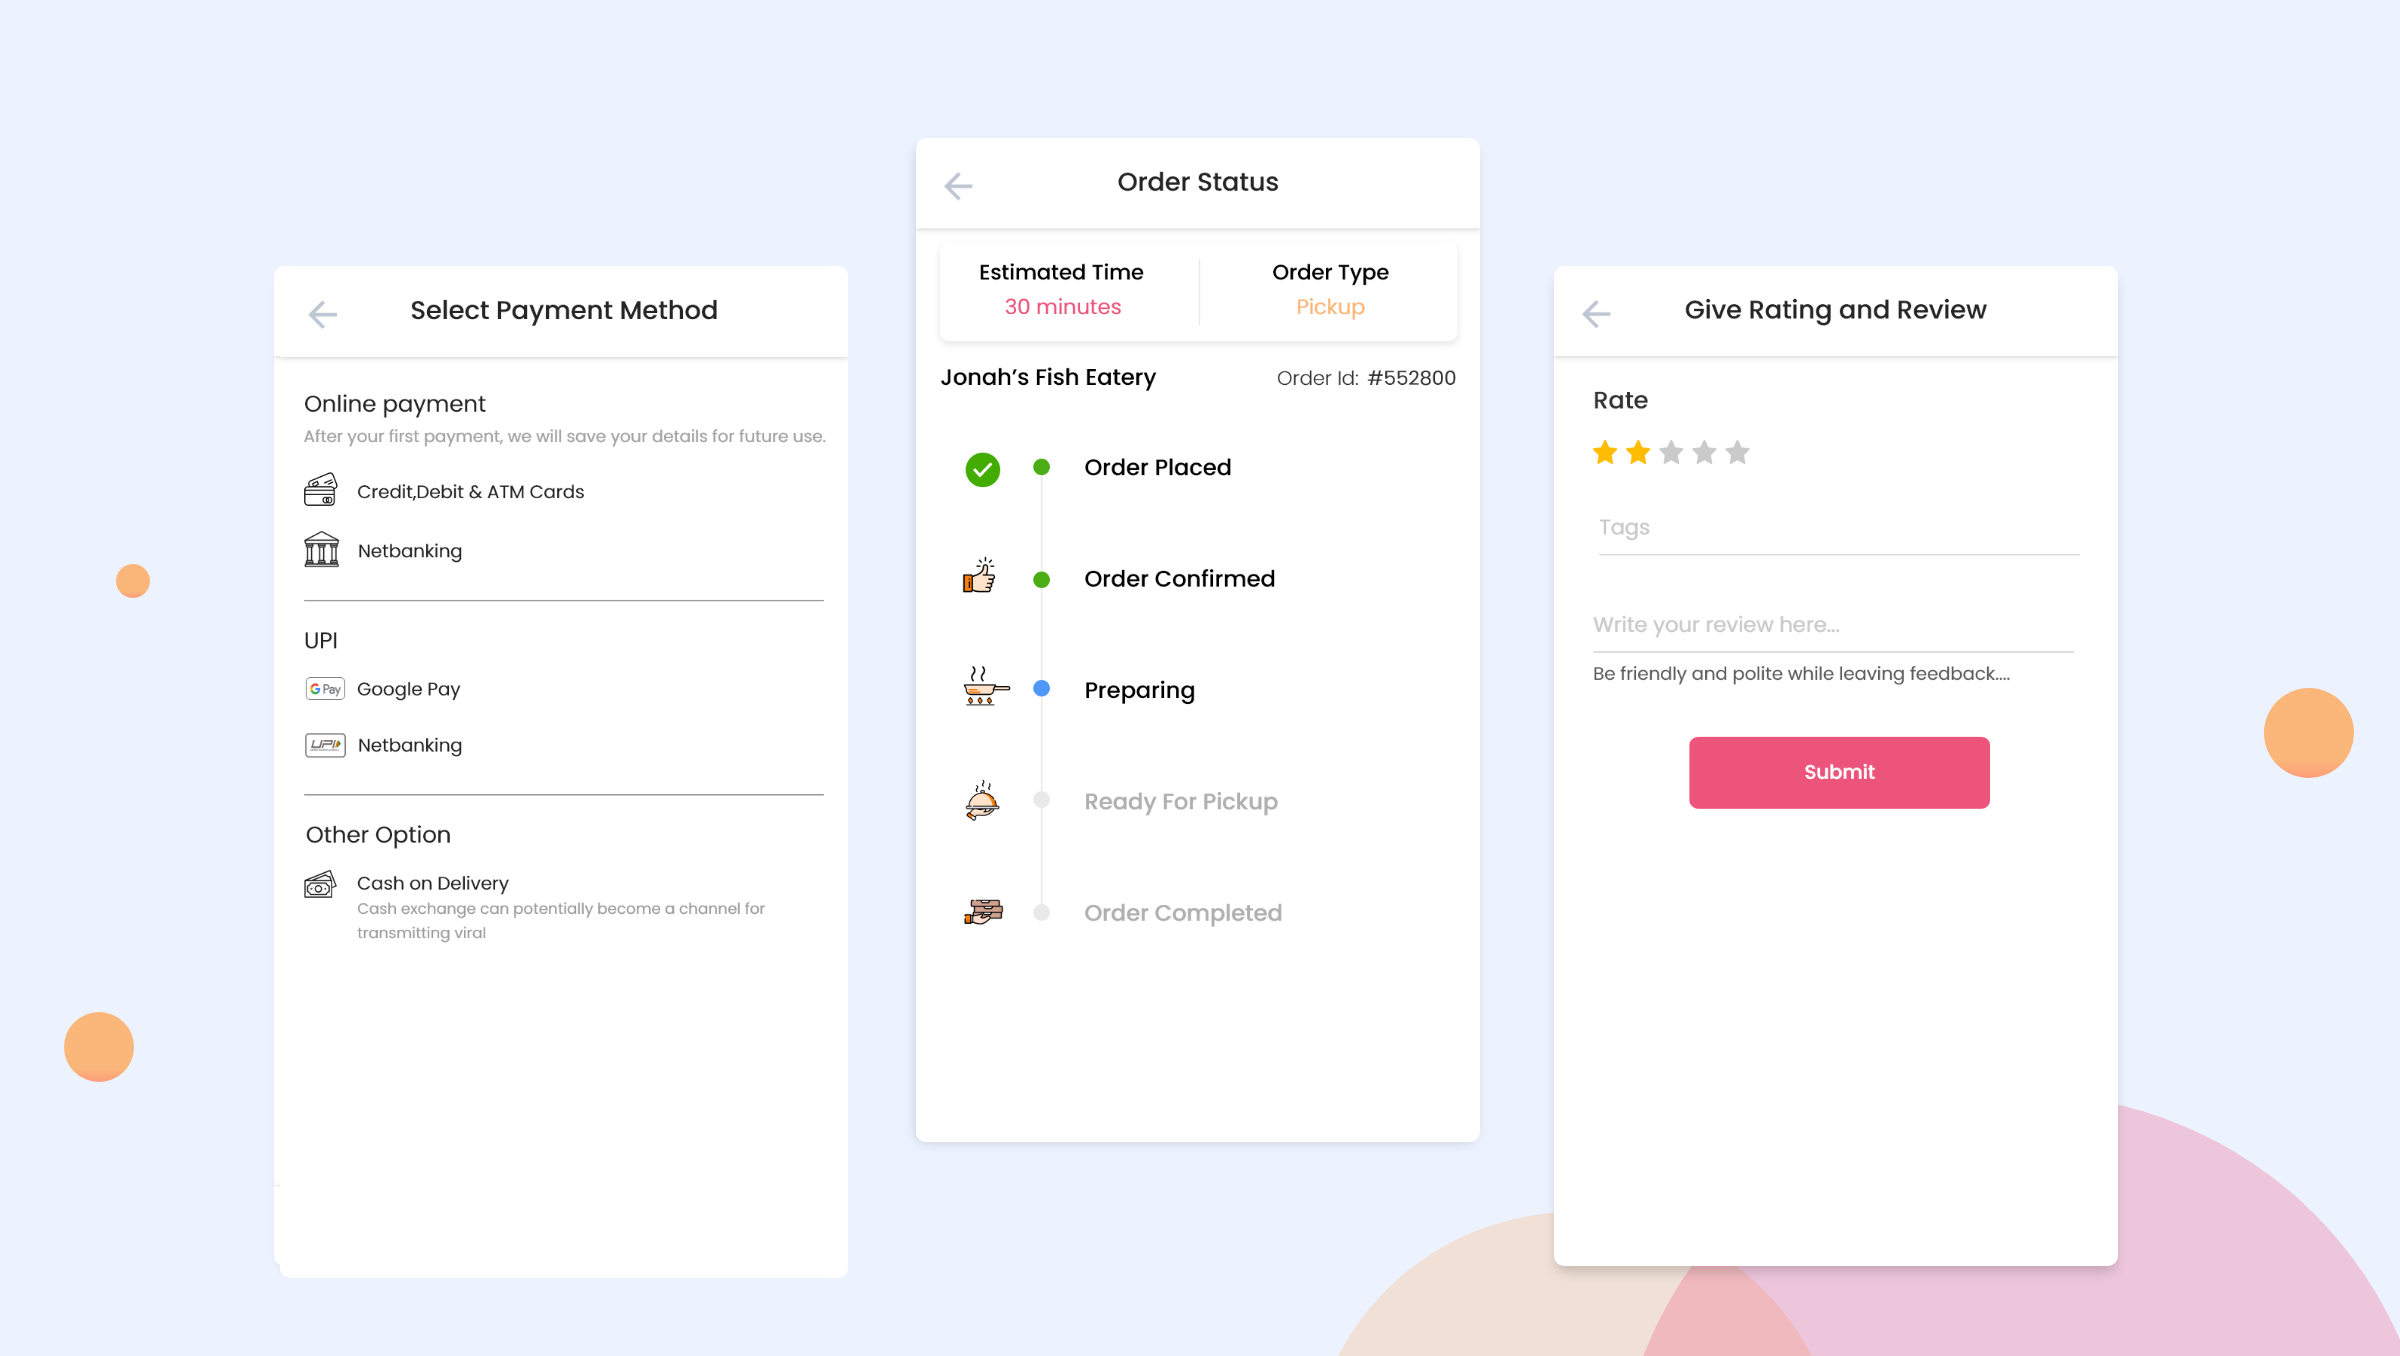 Select Payment Method
Online payment
After your first payment, we will save your details for future use.
Credit,Debit & ATM Cards
Netbanking
UPI
G Pay Google Pay
UPI Netbanking
Other Option
Cash on Delivery
Cash exchange can potentially become a channel for
transmitting viral
Order Status
Estimated Time
30 minutes
Order Type
Pickup
Jonah’s Fish Eatery
Order Id: #552800
Order Placed
Order Confirmed
Preparing
Ready For Pickup
Order Completed
Give Rating and Review
Rate
Tags
Write your review here...
Be friendly and polite while leaving feedback....
Submit